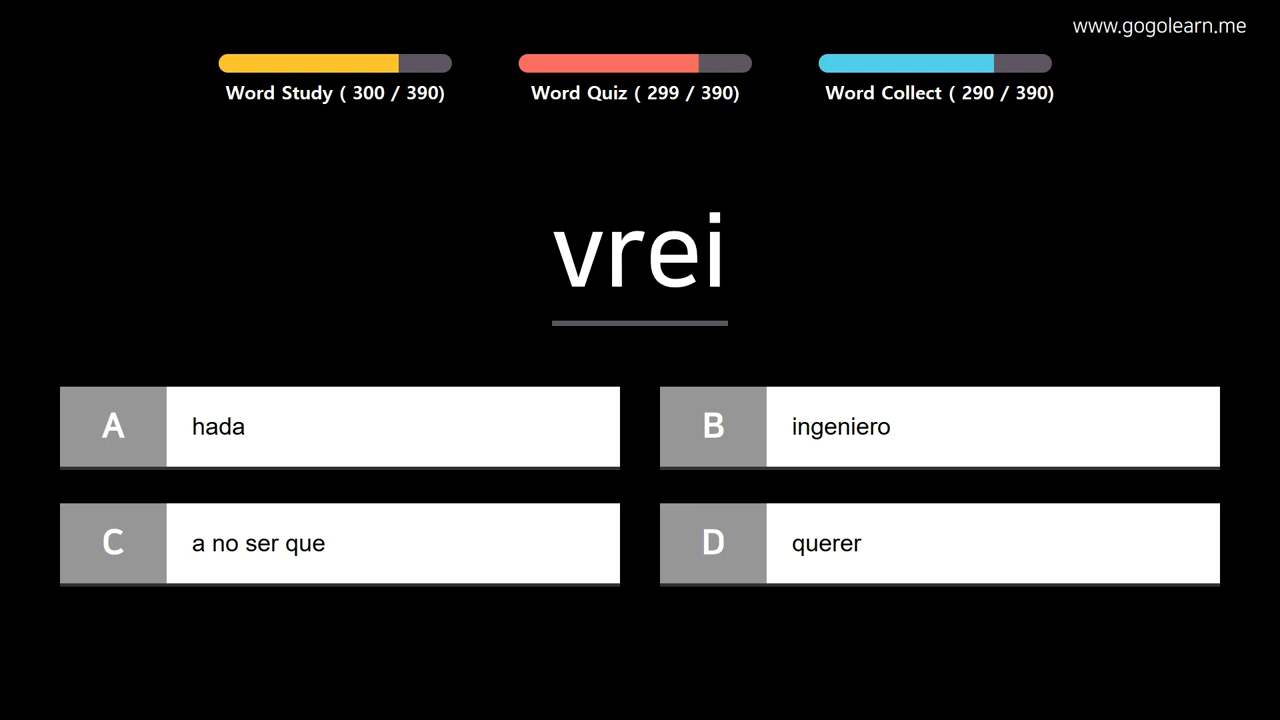 www.gogolearn.me
Word Study ( 300 / 390)
Word Quiz ( 299 / 390)
Word Collect ( 290 / 390)
vrei
A
hada
B
ingeniero
C
a no ser que
D
querer